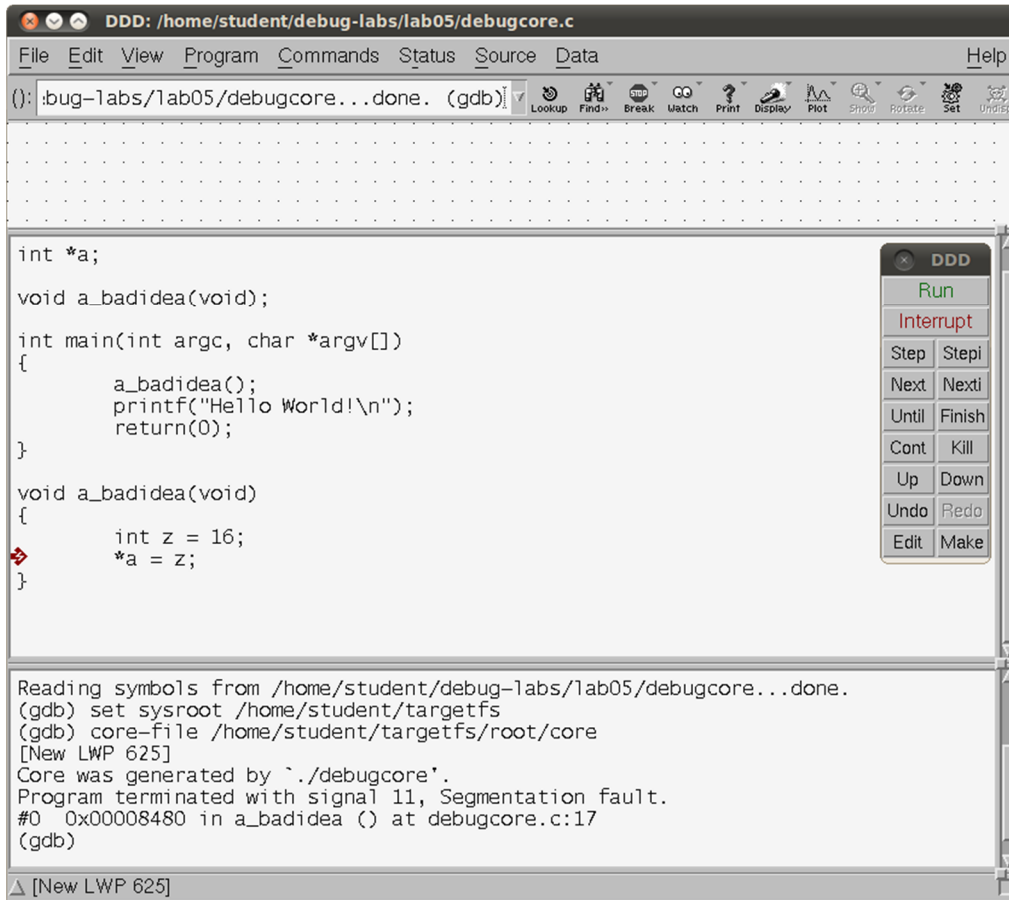 DDD: /home/student/debug-labs/lab05/debugcore.c
File Edit View Program Commands Status Source Data Help
(): :bug-labs/lab05/debugcore...done. (gdb)
Lookup Find>> Break Watch Print Display Plot Show Rotate Set Undis
int *a;
void a_badidea(void);
int main(int argc, char *argv[])
{
a_badidea();
printf("Hello World!\n");
return(0);
}
void a_badidea(void)
{
int z = 16;
*a = z;
}
DDD
Run
Interrupt
Step Stepi
Next Nexti
Until Finish
Cont Kill
Up Down
Undo Redo
Edit Make
Reading symbols from /home/student/debug-labs/lab05/debugcore...done.
(gdb) set sysroot /home/student/targetfs
(gdb) core-file /home/student/targetfs/root/core
[New LWP 625]
Core was generated by `./debugcore'.
Program terminated with signal 11, Segmentation fault.
#0  0x00008480 in a_badidea () at debugcore.c:17
(gdb)
[New LWP 625]